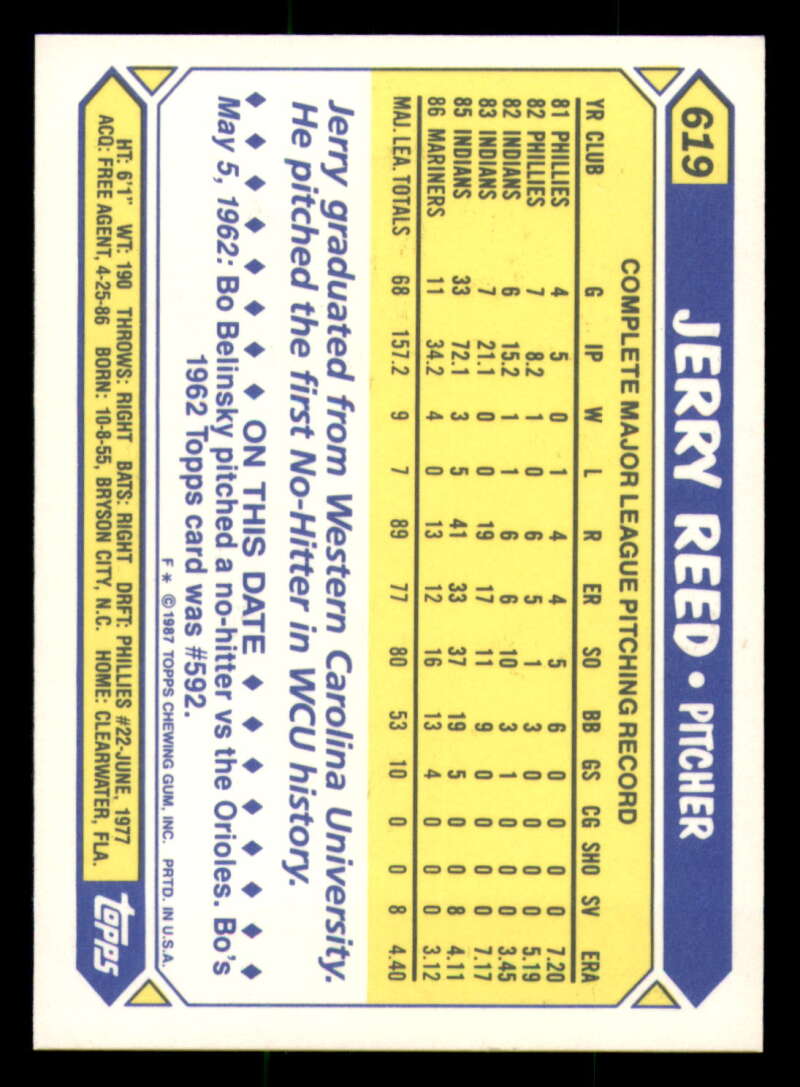 619
JERRY REED • PITCHER
COMPLETE MAJOR LEAGUE PITCHING RECORD
YR CLUB G IP W L R ER SO BB GS CG SHO SV ERA
81 PHILLIES 4 5 0 1 4 4 5 6 0 0 0 0 7.20
82 PHILLIES 7 8.2 1 0 6 5 1 3 0 0 0 0 5.19
82 INDIANS 6 15.2 1 1 6 6 10 3 1 0 0 0 3.45
83 INDIANS 7 21.1 0 0 19 17 11 9 0 0 0 0 7.17
85 INDIANS 33 72.1 3 5 41 33 37 19 5 0 0 8 4.11
86 MARINERS 11 34.2 4 0 13 12 16 13 4 0 0 0 3.12
MAJ. LEA. TOTALS 68 157.2 9 7 89 77 80 53 10 0 0 8 4.40
Jerry graduated from Western Carolina University.
He pitched the first No-Hitter in WCU history.
◆ ◆ ◆ ◆ ◆ ◆ ON THIS DATE ◆ ◆ ◆ ◆ ◆ ◆
May 5, 1962: Bo Belinsky pitched a no-hitter vs the Orioles. Bo's
1962 Topps card was #592.
F * © 1987 TOPPS CHEWING GUM, INC. PRTD. IN U.S.A.
HT: 6'1" WT: 190 THROWS: RIGHT BATS: RIGHT DRFT: PHILLIES #22-JUNE, 1977
ACQ: FREE AGENT, 4-25-86 BORN: 10-8-55, BRYSON CITY, N.C. HOME: CLEARWATER, FLA.
topps